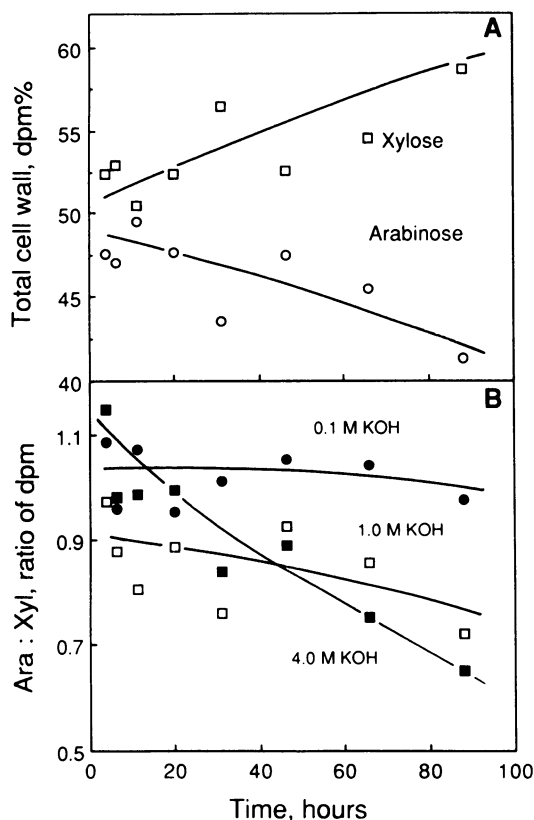 A
60
55
50
45
40
Total cell wall, dpm%
Xylose
Arabinose
B
1.1
0.9
0.7
0.5
Ara : Xyl, ratio of dpm
0.1 M KOH
1.0 M KOH
4.0 M KOH
0 20 40 60 80 100
Time, hours